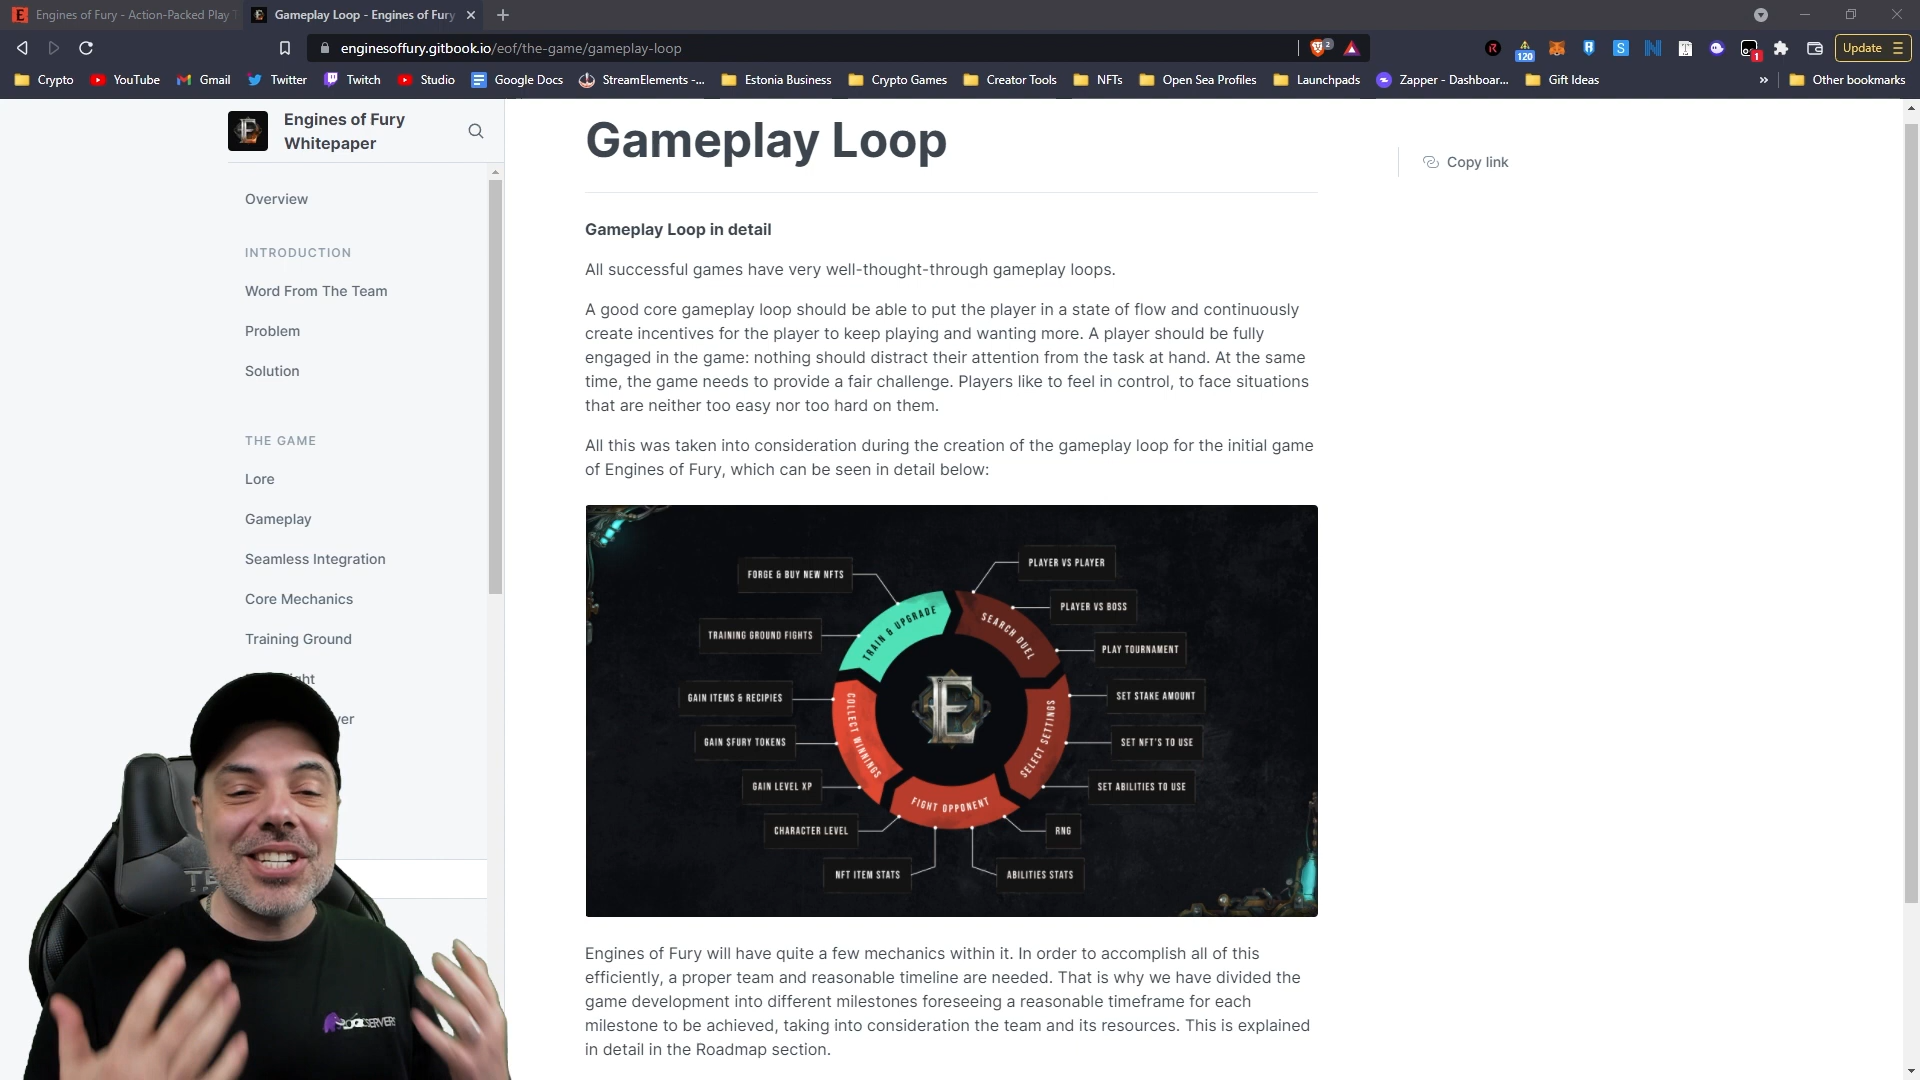 Engines of Fury - Action-Packed Play T
Gameplay Loop - Engines of Fury
enginesoffury.gitbook.io/eof/the-game/gameplay-loop
2
120
1
Update
Crypto
YouTube
Gmail
Twitter
Twitch
Studio
Google Docs
StreamElements -...
Estonia Business
Crypto Games
Creator Tools
NFTs
Open Sea Profiles
Launchpads
Zapper - Dashboar...
Gift Ideas
»
Other bookmarks
Engines of Fury
Whitepaper
Overview
INTRODUCTION
Word From The Team
Problem
Solution
THE GAME
Lore
Gameplay
Seamless Integration
Core Mechanics
Training Ground
Gameplay Loop
Copy link
Gameplay Loop in detail
All successful games have very well-thought-through gameplay loops.
A good core gameplay loop should be able to put the player in a state of flow and continuously
create incentives for the player to keep playing and wanting more. A player should be fully
engaged in the game: nothing should distract their attention from the task at hand. At the same
time, the game needs to provide a fair challenge. Players like to feel in control, to face situations
that are neither too easy nor too hard on them.
All this was taken into consideration during the creation of the gameplay loop for the initial game
of Engines of Fury, which can be seen in detail below:
FORGE & BUY NEW NFTS
TRAINING GROUND FIGHTS
GAIN ITEMS & RECIPIES
GAIN $FURY TOKENS
GAIN LEVEL XP
CHARACTER LEVEL
NFT ITEM STATS
PLAYER VS PLAYER
PLAYER VS BOSS
PLAY TOURNAMENT
SET STAKE AMOUNT
SET NFT'S TO USE
SET ABILITIES TO USE
RNG
ABILITIES STATS
TRAIN & UPGRADE
SEARCH DUEL
SELECT SETTINGS
FIGHT OPPONENT
COLLECT WINNINGS
E
Engines of Fury will have quite a few mechanics within it. In order to accomplish all of this
efficiently, a proper team and reasonable timeline are needed. That is why we have divided the
game development into different milestones foreseeing a reasonable timeframe for each
milestone to be achieved, taking into consideration the team and its resources. This is explained
in detail in the Roadmap section.